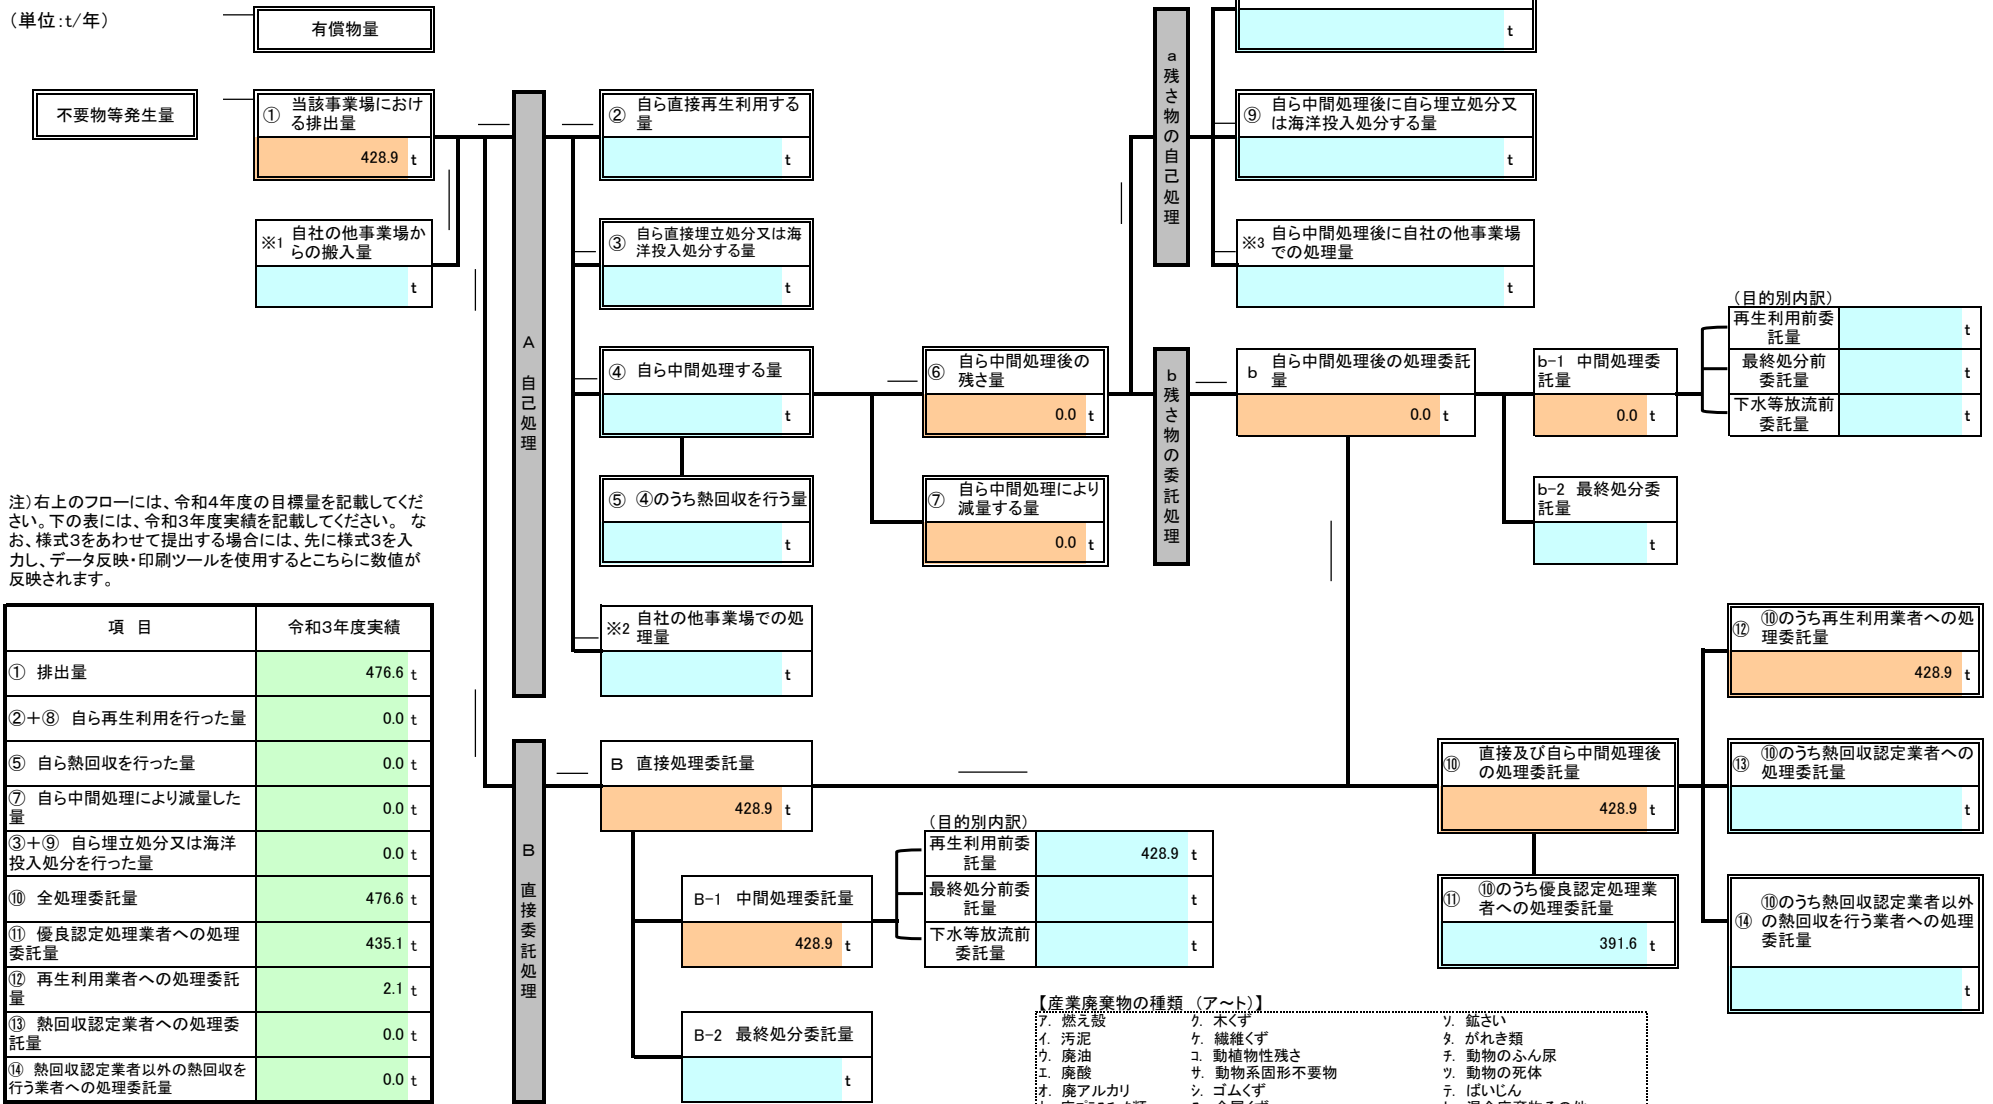 （単位:t/年）
有償物量
t
不要物等発生量
① 当該事業場におけ
る排出量
428.9 t
※1 自社の他事業場か
らの搬入量
t
A 自己処理
② 自ら直接再生利用する
量
t
③ 自ら直接埋立処分又は海
洋投入処分する量
t
④ 自ら中間処理する量
t
⑤ ④のうち熱回収を行う量
t
※2 自社の他事業場での処
理量
t
⑥ 自ら中間処理後の
残さ量
0.0 t
⑦ 自ら中間処理により
減量する量
0.0 t
a 残さ物の自己処理
⑨ 自ら中間処理後に自ら埋立処分又
は海洋投入処分する量
t
※3 自ら中間処理後に自社の他事業場
での処理量
t
b 残さ物の委託処理
b 自ら中間処理後の処理委託
量
0.0 t
b-1 中間処理委
託量
0.0 t
b-2 最終処分委
託量
t
（目的別内訳）
再生利用前委
託量
t
最終処分前
委託量
t
下水等放流前
委託量
t
注）右上のフローには、令和4年度の目標量を記載してくだ
さい。下の表には、令和3年度実績を記載してください。 な
お、様式3をあわせて提出する場合には、先に様式3を入
力し、データ反映・印刷ツールを使用するとこちらに数値が
反映されます。
項 目 令和3年度実績
① 排出量 476.6 t
②＋⑧ 自ら再生利用を行った量 0.0 t
⑤ 自ら熱回収を行った量 0.0 t
⑦ 自ら中間処理により減量した
量 0.0 t
③＋⑨ 自ら埋立処分又は海洋
投入処分を行った量 0.0 t
⑩ 全処理委託量 476.6 t
⑪ 優良認定処理業者への処理
委託量 435.1 t
⑫ 再生利用業者への処理委託
量 2.1 t
⑬ 熱回収認定業者への処理委
託量 0.0 t
⑭ 熱回収認定業者以外の熱回収を
行う業者への処理委託量 0.0 t
B 直接委託処理
B 直接処理委託量
428.9 t
B-1 中間処理委託量
428.9 t
B-2 最終処分委託量
t
（目的別内訳）
再生利用前委
託量
428.9 t
最終処分前委
託量
t
下水等放流前
委託量
t
⑩ 直接及び自ら中間処理後
の処理委託量
428.9 t
⑪ ⑩のうち優良認定処理業
者への処理委託量
391.6 t
⑫ ⑩のうち再生利用業者への処
理委託量
428.9 t
⑬ ⑩のうち熱回収認定業者への
処理委託量
t
⑭ ⑩のうち熱回収認定業者以外
の熱回収を行う業者への処理
委託量
t
【産業廃棄物の種類 （ア～ト）】
ア. 燃え殻 ク. 木くず ソ. 鉱さい
イ. 汚泥 ケ. 繊維くず タ. がれき類
ウ. 廃油 コ. 動植物性残さ チ. 動物のふん尿
エ. 廃酸 サ. 動物系固形不要物 ツ. 動物の死体
オ. 廃アルカリ シ. ゴムくず テ. ばいじん